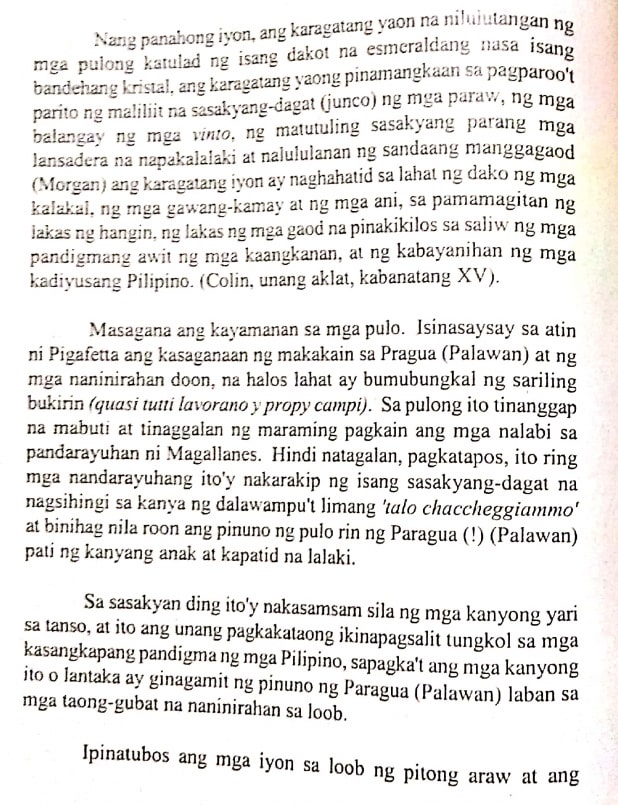 Nang panahong iyon, ang karagatang yaon na nilulutangan ng
mga pulong katulad ng isang dakot na esmeraldang nasa isang
bandehang kristal, ang karagatang yaong pinamangkaan sa pagparoo't
parito ng maliliit na sasakyang-dagat (junco) ng mga paraw, ng mga
balangay ng mga vinto, ng matutuling sasakyang parang mga
lansadera na napakalalaki at nalululanan ng sandaang manggagaod
(Morgan) ang karagatang iyon ay naghahatid sa lahat ng dako ng mga
kalakal, ng mga gawang-kamay at ng mga ani, sa pamamagitan ng
lakas ng hangin, ng lakas ng mga gaod na pinakikilos sa saliw ng mga
pandigmang awit ng mga kaangkanan, at ng kabayanihan ng mga
kadiyusang Pilipino. (Colin, unang aklat, kabanatang XV).
Masagana ang kayamanan sa mga pulo. Isinasaysay sa atin
ni Pigafetta ang kasaganaan ng makakain sa Pragua (Palawan) at ng
mga naninirahan doon, na halos lahat ay bumubungkal ng sariling
bukirin (quasi tutti lavorano y propy campi). Sa pulong ito tinanggap
na mabuti at tinaggalan ng maraming pagkain ang mga nalabi sa
pandarayuhan ni Magallanes. Hindi natagalan, pagkatapos, ito ring
mga nandarayuhang ito'y nakarakip ng isang sasakyang-dagat na
nagsihingi sa kanya ng dalawampu't limang 'talo chaccheggiammo'
at binihag nila roon ang pinuno ng pulo rin ng Paragua (!) (Palawan)
pati ng kanyang anak at kapatid na lalaki.
Sa sasakyan ding ito'y nakasamsam sila ng mga kanyong yari
sa tanso, at ito ang unang pagkakataong ikinapagsalit tungkol sa mga
kasangkapang pandigma ng mga Pilipino, sapagka't ang mga kanyong
ito o lantaka ay ginagamit ng pinuno ng Paragua (Palawan) laban sa
mga taong-gubat na naninirahan sa loob.
Ipinatubos ang mga iyon sa loob ng pitong araw at ang